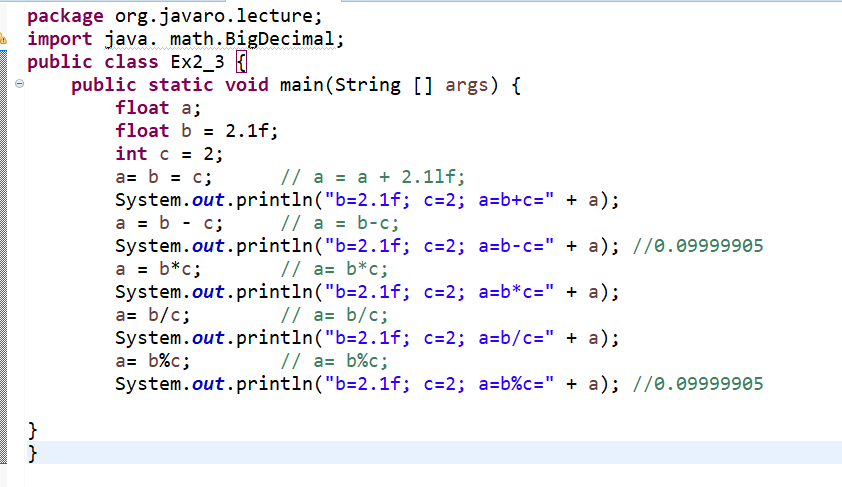 package org.javaro.lecture;
import java. math.BigDecimal;
public class Ex2_3 {
public static void main(String [] args) {
float a;
float b = 2.1f;
int c = 2;
a= b = c; // a = a + 2.1lf;
System.out.println("b=2.1f; c=2; a=b+c=" + a);
a = b - c; // a = b-c;
System.out.println("b=2.1f; c=2; a=b-c=" + a); //0.09999905
a = b*c; // a= b*c;
System.out.println("b=2.1f; c=2; a=b*c=" + a);
a= b/c; // a= b/c;
System.out.println("b=2.1f; c=2; a=b/c=" + a);
a= b%c; // a= b%c;
System.out.println("b=2.1f; c=2; a=b%c=" + a); //0.09999905
}
}